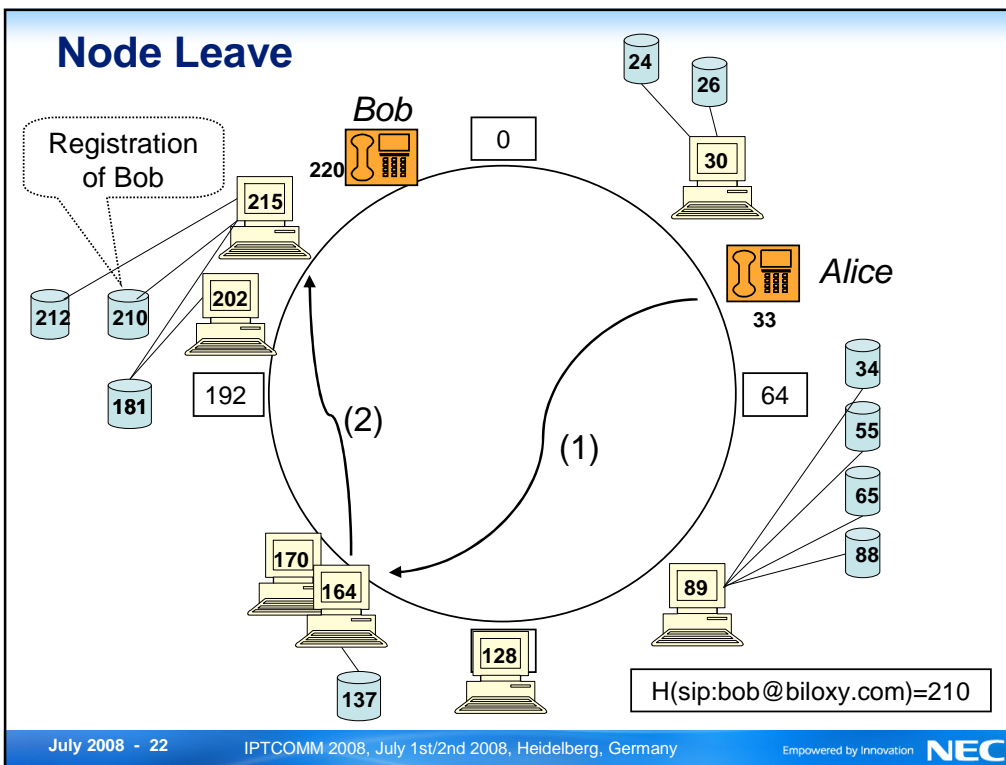 Node Leave
24
26
Bob
0
Registration
of Bob
220
30
215
Alice
202
33
212
210
34
181
192
64
(2)
55
(1)
65
170
88
164
89
128
137
H(sip:bob@biloxy.com)=210
July 2008 - 22
IPTCOMM 2008, July 1st/2nd 2008, Heidelberg, Germany
Empowered by Innovation NEC